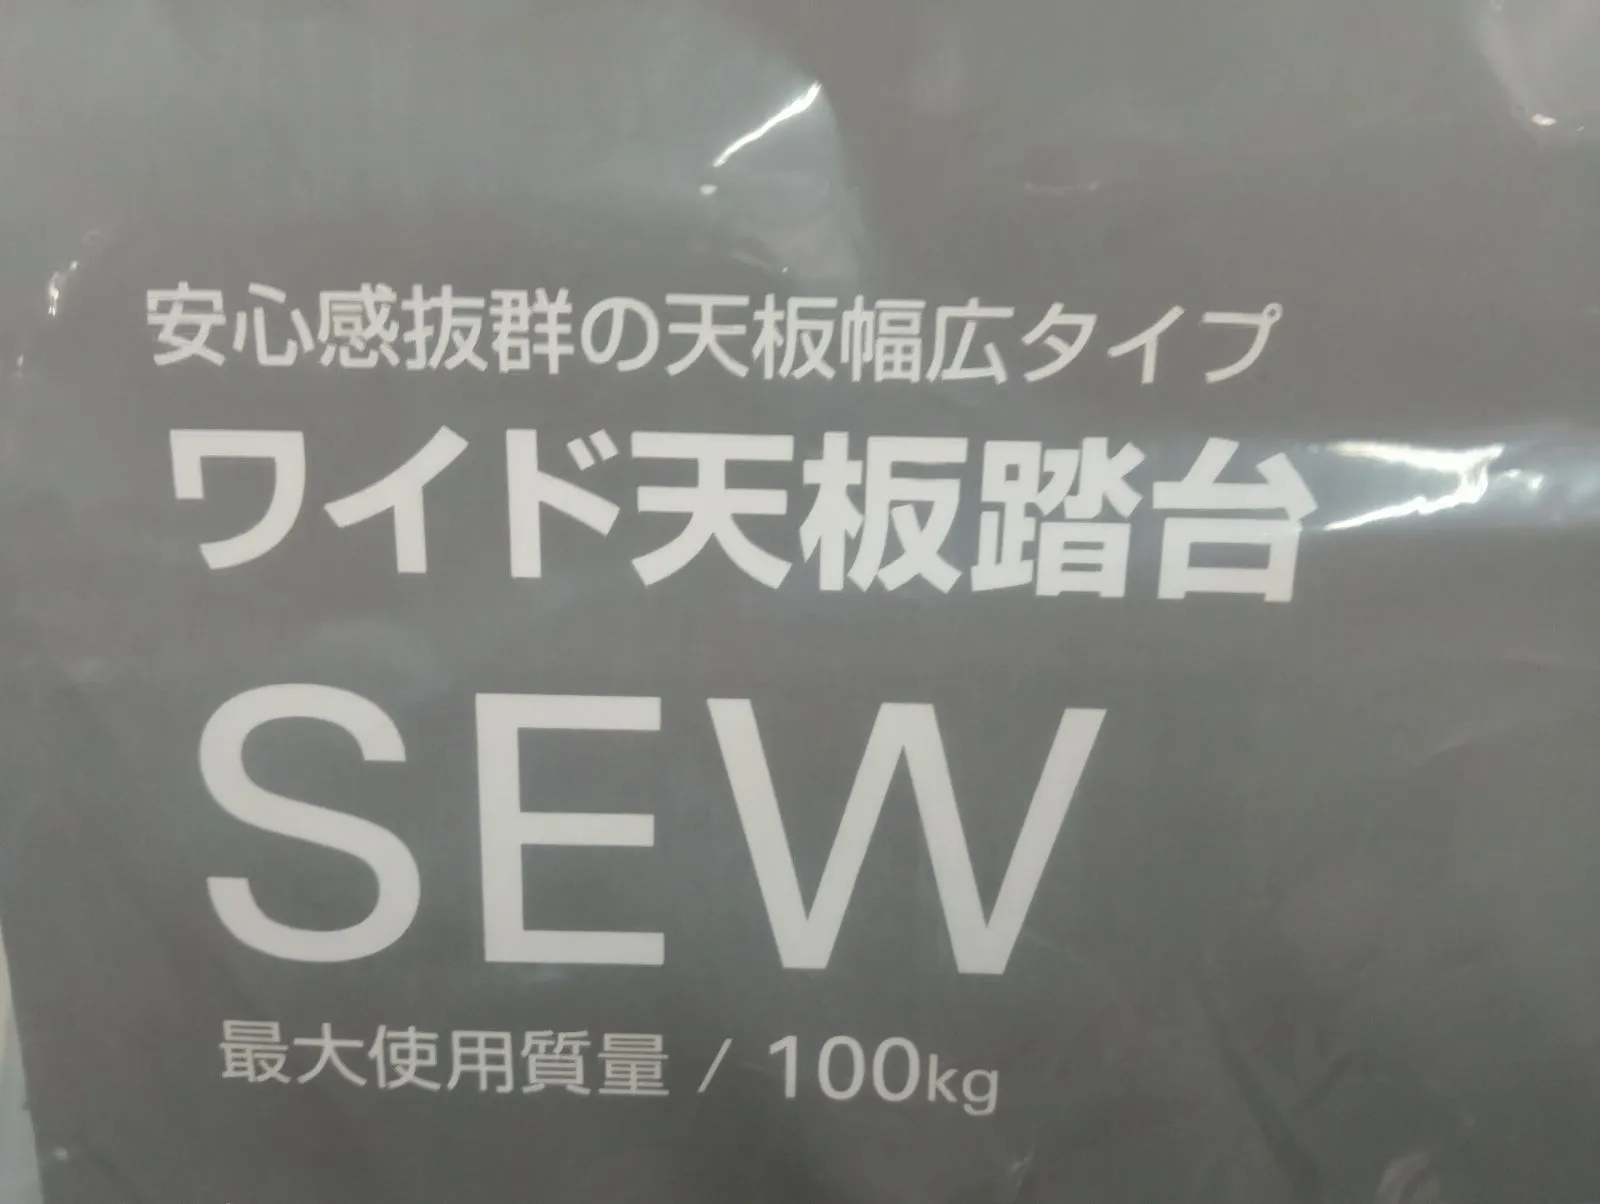 安心感抜群の天板幅広タイプ
ワイド天板踏台
SEW
最大使用質量 / 100kg